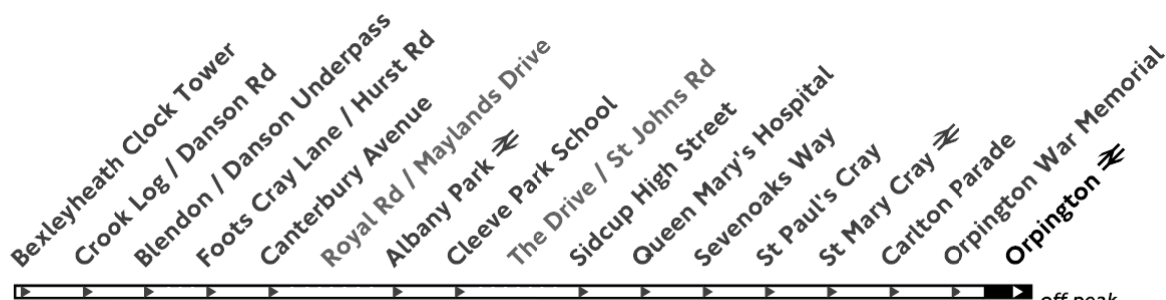 Bexleyheath Clock Tower
Crook Log / Danson Rd
Blendon / Danson Underpass
Foots Cray Lane / Hurst Rd
Canterbury Avenue
Royal Rd / Maylands Drive
Albany Park
Cleeve Park School
The Drive / St Johns Rd
Sidcup High Street
Queen Mary's Hospital
Sevenoaks Way
St Paul's Cray
St Mary Cray
Carlton Parade
Orpington War Memorial
Orpington
off-peak